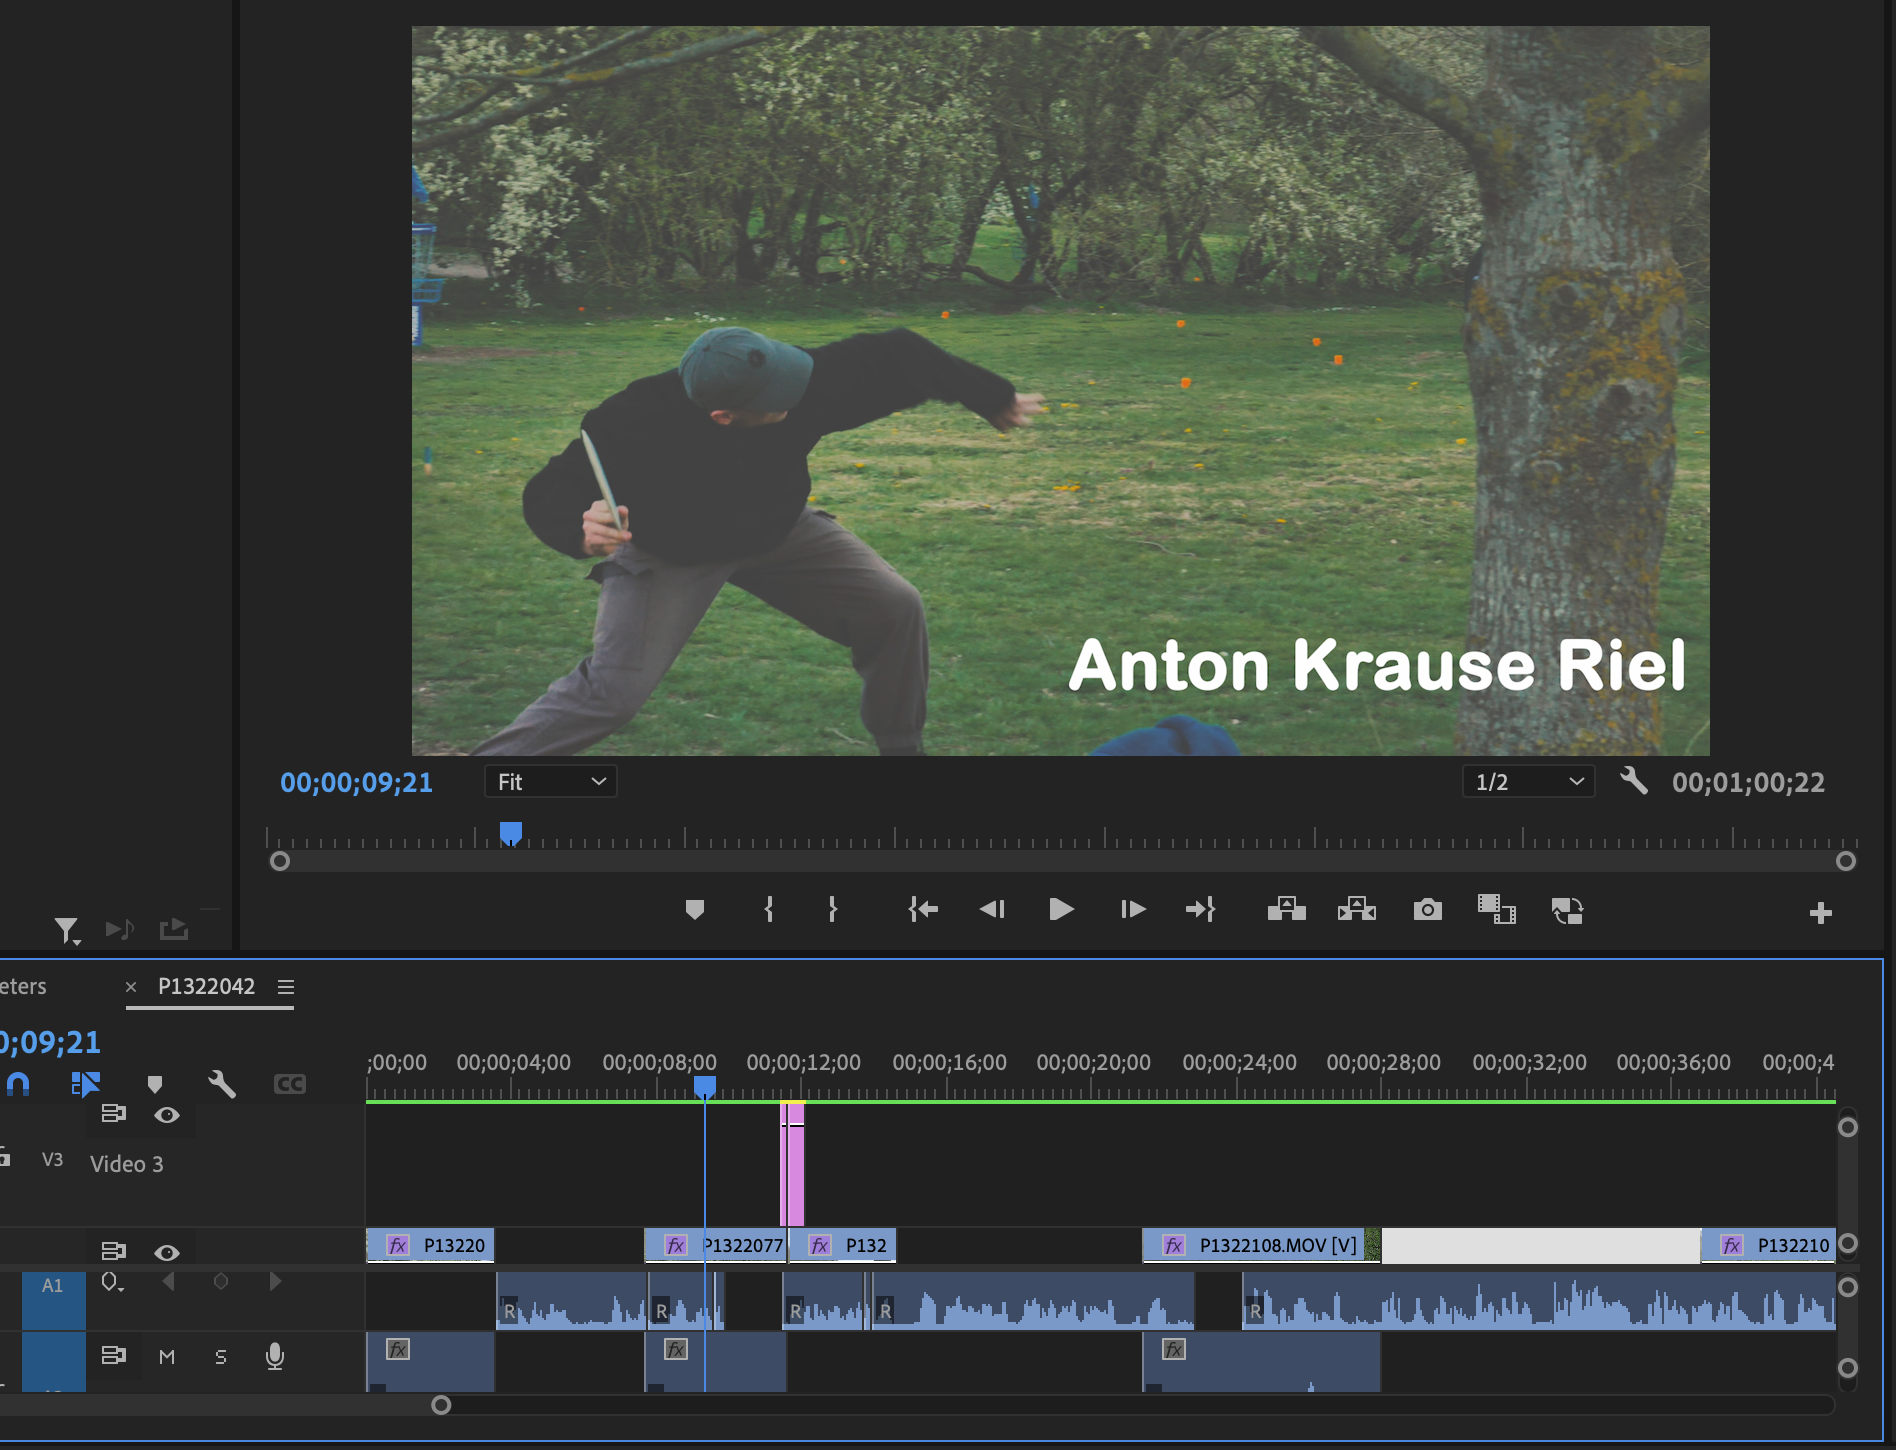 Anton Krause Riel
00;00;09;21
Fit
1/2
00;01;00;22
eters
× P1322042
0;09;21
;00;00 00;00;04;00 00;00;08;00 00;00;12;00 00;00;16;00 00;00;20;00 00;00;24;00 00;00;28;00 00;00;32;00 00;00;36;00 00;00;4
CC
V3 Video 3
fx P13220 fx P1322077 fx P132 fx P1322108.MOV [V] fx P132210
A1
R R R R R
M S
fx fx fx